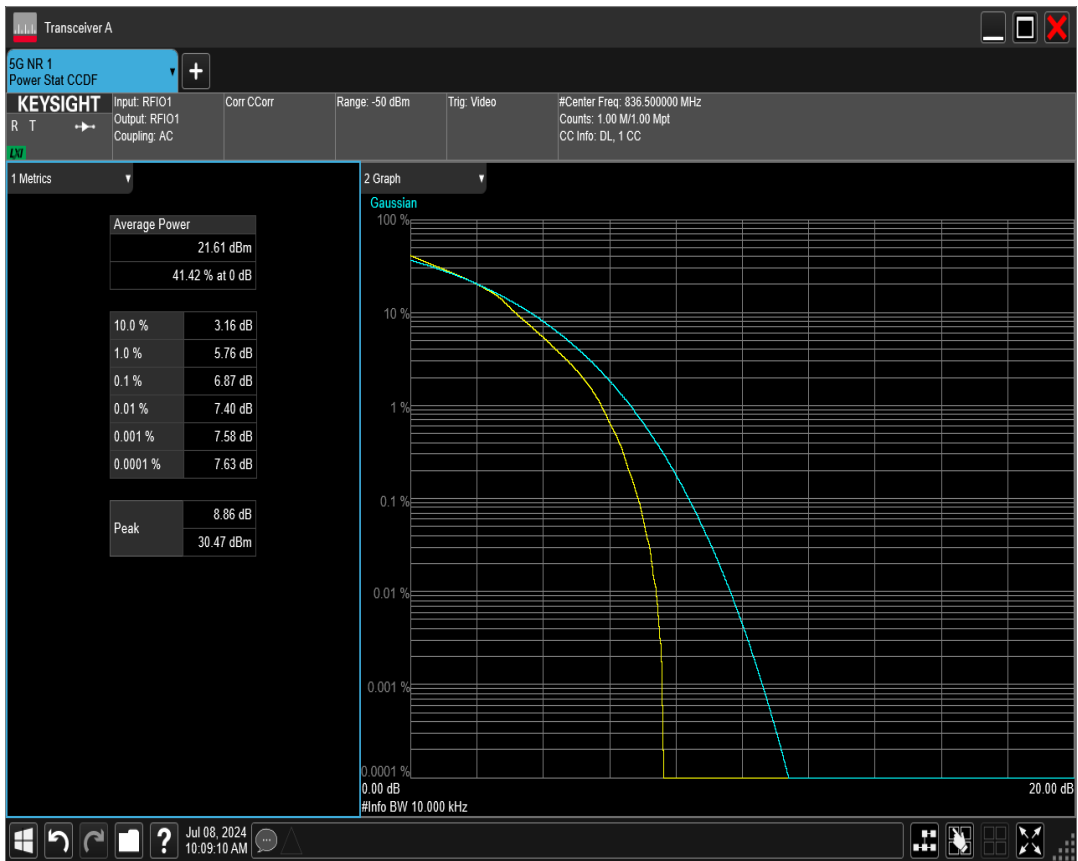 Transceiver A
5G NR 1
Power Stat CCDF
KEYSIGHT
R T
LXI
Input: RFIO1
Output: RFIO1
Coupling: AC
Corr CCorr
Range: -50 dBm
Trig: Video
#Center Freq: 836.500000 MHz
Counts: 1.00 M/1.00 Mpt
CC Info: DL, 1 CC
1 Metrics
Average Power
21.61 dBm
41.42 % at 0 dB
10.0 % 3.16 dB
1.0 % 5.76 dB
0.1 % 6.87 dB
0.01 % 7.40 dB
0.001 % 7.58 dB
0.0001 % 7.63 dB
Peak
8.86 dB
30.47 dBm
2 Graph
Gaussian
100 %
10 %
1 %
0.1 %
0.01 %
0.001 %
0.0001 %
0.00 dB 20.00 dB
#Info BW 10.000 kHz
?
Jul 08, 2024
10:09:10 AM